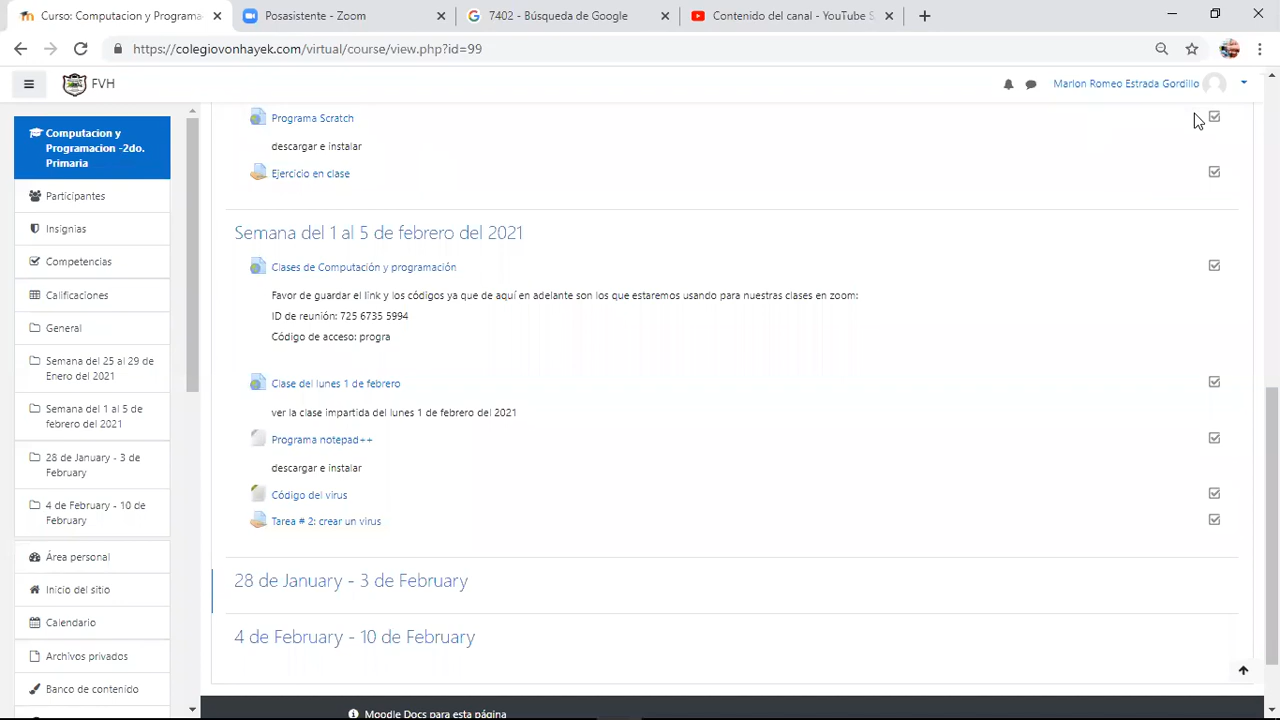 Curso: Computacion y Programa
Posasistente - Zoom
7402 - Búsqueda de Google
Contenido del canal - YouTube S
https://colegiovonhayek.com/virtual/course/view.php?id=99
FVH
Marlon Romeo Estrada Gordillo
Computacion y
Programacion -2do.
Primaria
Participantes
Insignias
Competencias
Calificaciones
General
Semana del 25 al 29 de
Enero del 2021
Semana del 1 al 5 de
febrero del 2021
28 de January - 3 de
February
4 de February - 10 de
February
Área personal
Inicio del sitio
Calendario
Archivos privados
Banco de contenido
Programa Scratch
descargar e instalar
Ejercicio en clase
Semana del 1 al 5 de febrero del 2021
Clases de Computación y programación
Favor de guardar el link y los códigos ya que de aquí en adelante son los que estaremos usando para nuestras clases en zoom:
ID de reunión: 725 6735 5994
Código de acceso: progra
Clase del lunes 1 de febrero
ver la clase impartida del lunes 1 de febrero del 2021
Programa notepad++
descargar e instalar
Código del virus
Tarea # 2: crear un virus
28 de January - 3 de February
4 de February - 10 de February
Moodle Docs para esta página